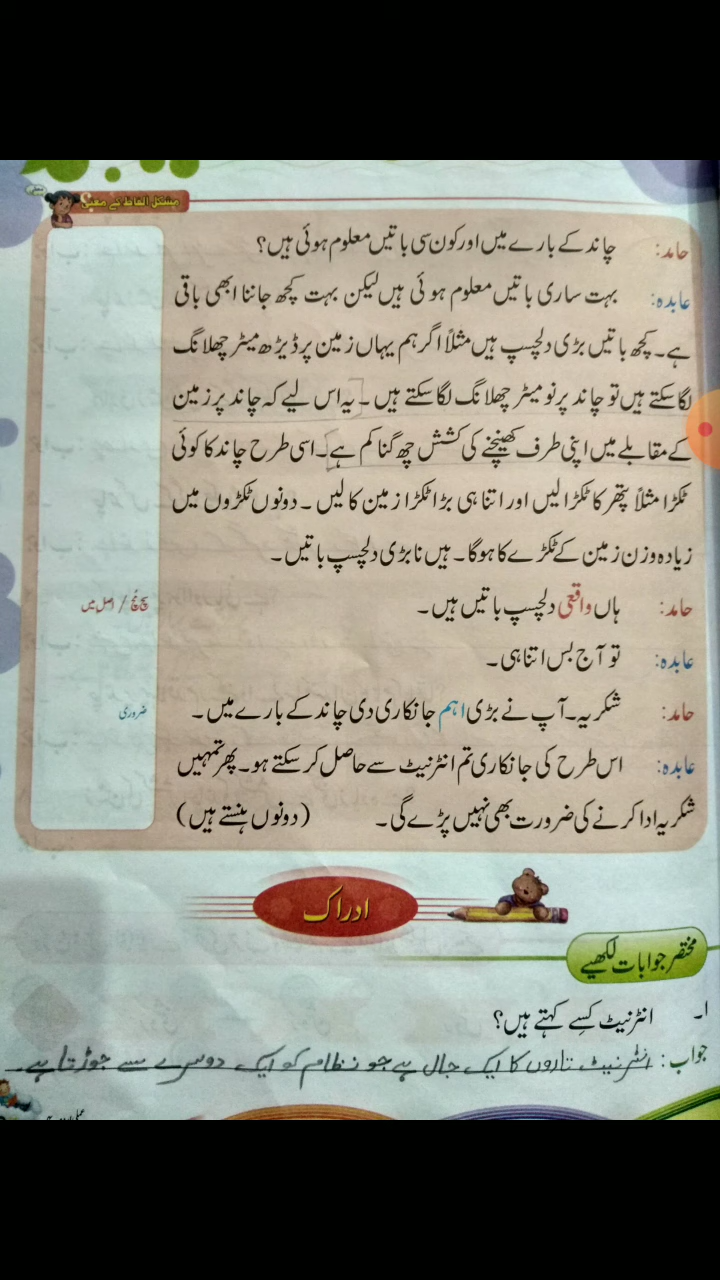 مشکل الفاظ کے معنی
معنی
حامد: چاند کے بارے میں اور کون سی باتیں معلوم ہوئی ہیں؟
عابدہ: بہت ساری باتیں معلوم ہوئی ہیں لیکن بہت کچھ جاننا ابھی باقی
ہے۔ کچھ باتیں بڑی دلچسپ ہیں مثلاً اگر ہم یہاں زمین پر ڈیڑھ میٹر چھلانگ
لگا سکتے ہیں تو چاند پر نو میٹر چھلانگ لگا سکتے ہیں ۔ یہ اس لیے کہ چاند پر زمین
کے مقابلے میں اپنی طرف کھینچنے کی کشش چھ گنا کم ہے۔ اسی طرح چاند کا کوئی
ٹکڑا مثلاً پتھر کا ٹکڑا لیں اور اتنا ہی بڑا ٹکڑا زمین کا لیں ۔ دونوں ٹکڑوں میں
زیادہ وزن زمین کے ٹکڑے کا ہوگا۔ ہیں نا بڑی دلچسپ باتیں۔
حامد: ہاں واقعی دلچسپ باتیں ہیں ۔
سچ مُچ / اصل میں
عابدہ: تو آج بس اتنا ہی ۔
حامد: شکریہ۔ آپ نے بڑی اہم جانکاری دی چاند کے بارے میں ۔
ضروری
عابدہ: اس طرح کی جانکاری تم انٹرنیٹ سے حاصل کر سکتے ہو۔ پھر تمہیں
شکریہ ادا کرنے کی ضرورت بھی نہیں پڑے گی۔ (دونوں ہنستے ہیں)
ادراک
مختصر جوابات لکھیے
۱۔ انٹرنیٹ کسے کہتے ہیں؟
جواب: انٹرنیٹ تاروں کا ایک جال ہے جو نظام کو ایک دوسرے سے جوڑتا ہے۔